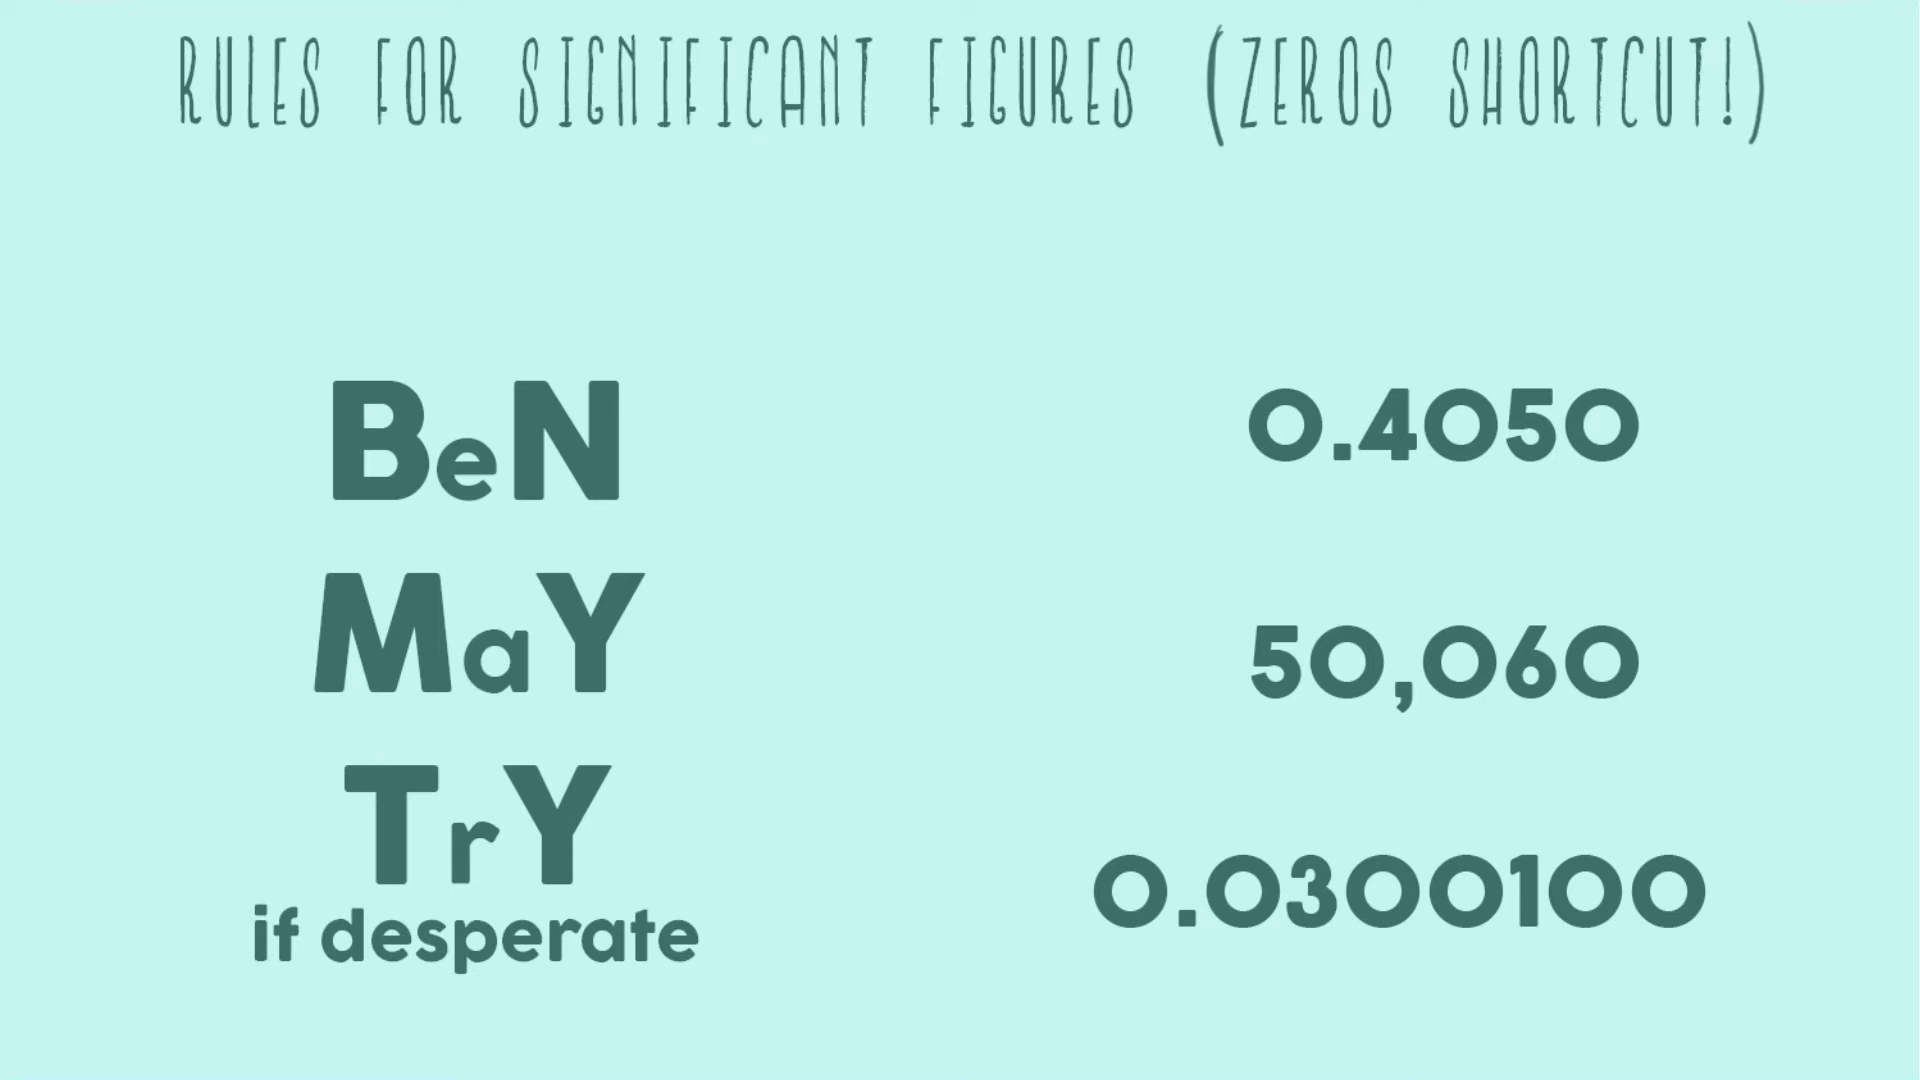 RULES FOR SIGNIFICANT FIGURES (ZEROS SHORTCUT!)
BeN
MaY
TrY
if desperate
0.4050
50,060
0.0300100